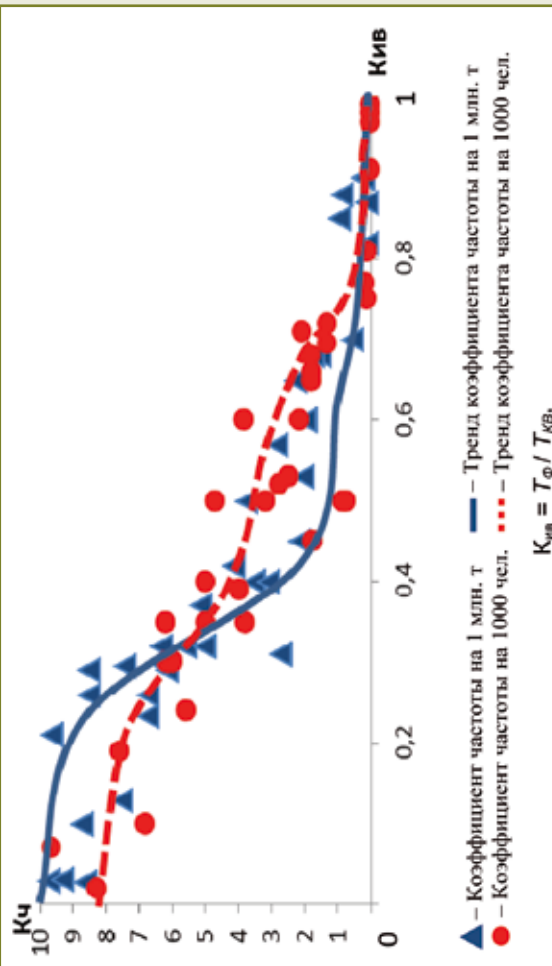 Кч
10
9
8
7
6
5
4
3
2
1
0
0,2
0,4
0,6
0,8
1
Кив
– Коэффициент частоты на 1 млн. т
– Тренд коэффициента частоты на 1 млн. т
– Коэффициент частоты на 1000 чел.
– Тренд коэффициента частоты на 1000 чел.
Кив = Tф / Tкв,